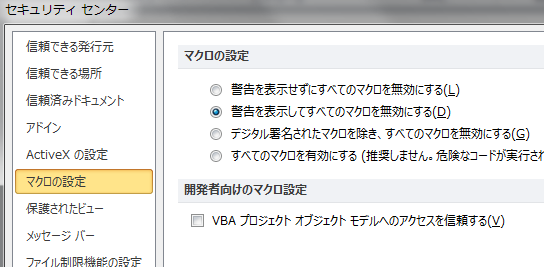 セキュリティ センター
信頼できる発行元
信頼できる場所
信頼済みドキュメント
アドイン
ActiveX の設定
マクロの設定
保護されたビュー
メッセージ バー
ファイル制限機能の設定
マクロの設定
警告を表示せずにすべてのマクロを無効にする(L)
警告を表示してすべてのマクロを無効にする(D)
デジタル署名されたマクロを除き、すべてのマクロを無効にする(G)
すべてのマクロを有効にする (推奨しません。危険なコードが実行され
開発者向けのマクロ設定
VBA プロジェクト オブジェクト モデルへのアクセスを信頼する(V)